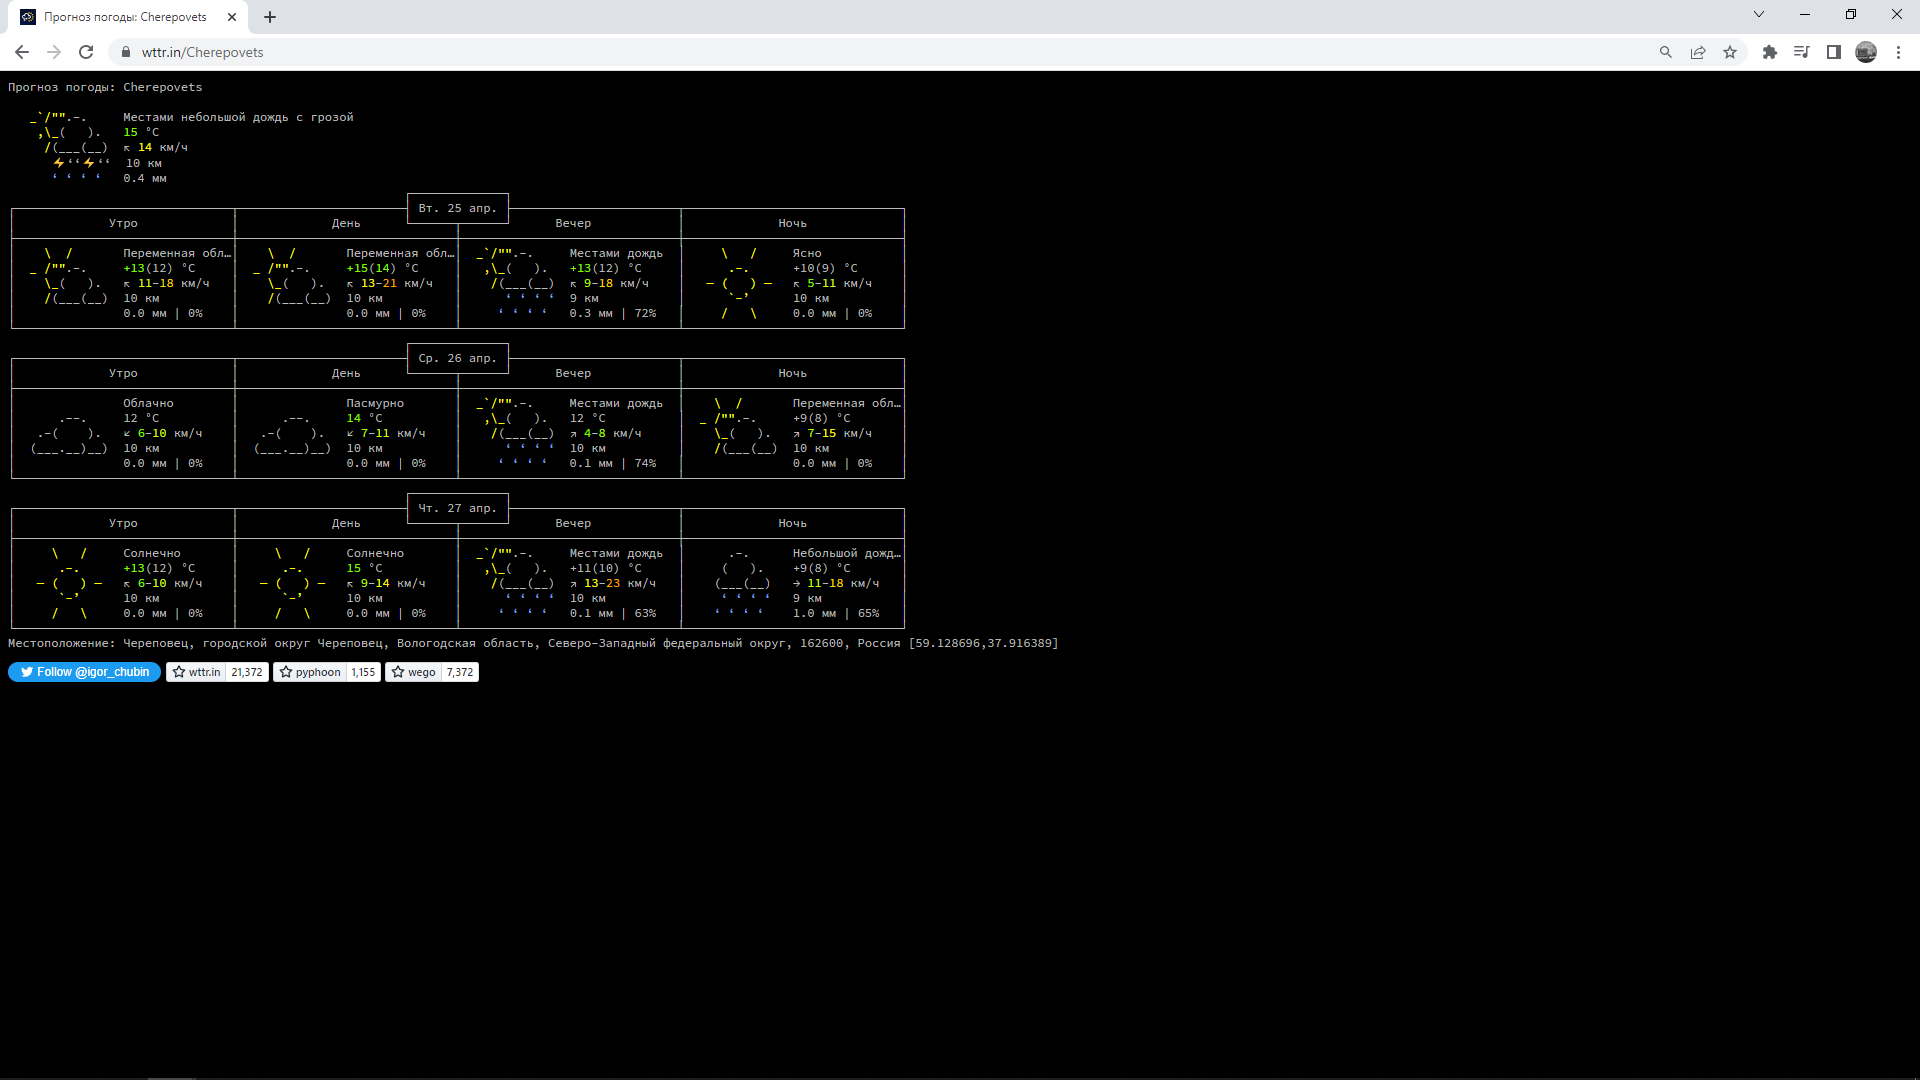 Прогноз погоды: Cherepovets
wttr.in/Cherepovets
Прогноз погоды: Cherepovets
Местами небольшой дождь с грозой
15 °C
↖ 14 км/ч
10 км
0.4 мм
Вт. 25 апр.
Утро День Вечер Ночь
Переменная обл… Переменная обл… Местами дождь Ясно
+13(12) °C +15(14) °C +13(12) °C +10(9) °C
↖ 11-18 км/ч ↖ 13-21 км/ч ↖ 9-18 км/ч ↖ 5-11 км/ч
10 км 10 км 9 км 10 км
0.0 мм | 0% 0.0 мм | 0% 0.3 мм | 72% 0.0 мм | 0%
Ср. 26 апр.
Утро День Вечер Ночь
Облачно Пасмурно Местами дождь Переменная обл…
12 °C 14 °C 12 °C +9(8) °C
↙ 6-10 км/ч ↙ 7-11 км/ч ↗ 4-8 км/ч ↗ 7-15 км/ч
10 км 10 км 10 км 10 км
0.0 мм | 0% 0.0 мм | 0% 0.1 мм | 74% 0.0 мм | 0%
Чт. 27 апр.
Утро День Вечер Ночь
Солнечно Солнечно Местами дождь Небольшой дожд…
+13(12) °C 15 °C +11(10) °C +9(8) °C
↖ 6-10 км/ч ↖ 9-14 км/ч ↗ 13-23 км/ч → 11-18 км/ч
10 км 10 км 10 км 9 км
0.0 мм | 0% 0.0 мм | 0% 0.1 мм | 63% 1.0 мм | 65%
Местоположение: Череповец, городской округ Череповец, Вологодская область, Северо-Западный федеральный округ, 162600, Россия [59.128696,37.916389]
Follow @igor_chubin wttr.in 21,372 pyphoon 1,155 wego 7,372